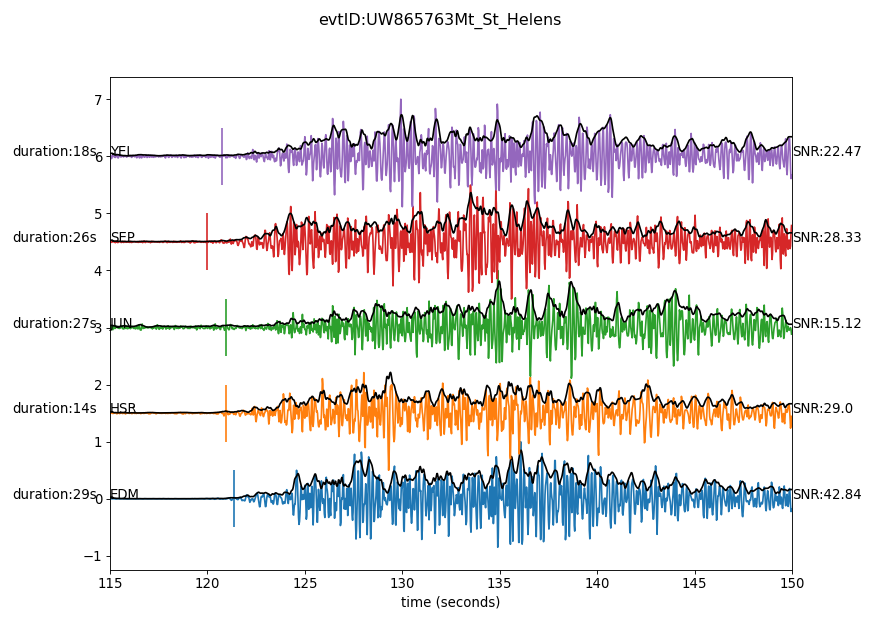 evtID:UW865763Mt_St_Helens
7
duration:18s YEL SNR:22.47
6
5
duration:26s SEP SNR:28.33
4
duration:27s JUN SNR:15.12
3
2
duration:14s HSR SNR:29.0
1
duration:29s EDM SNR:42.84
0
−1
115 120 125 130 135 140 145 150
time (seconds)